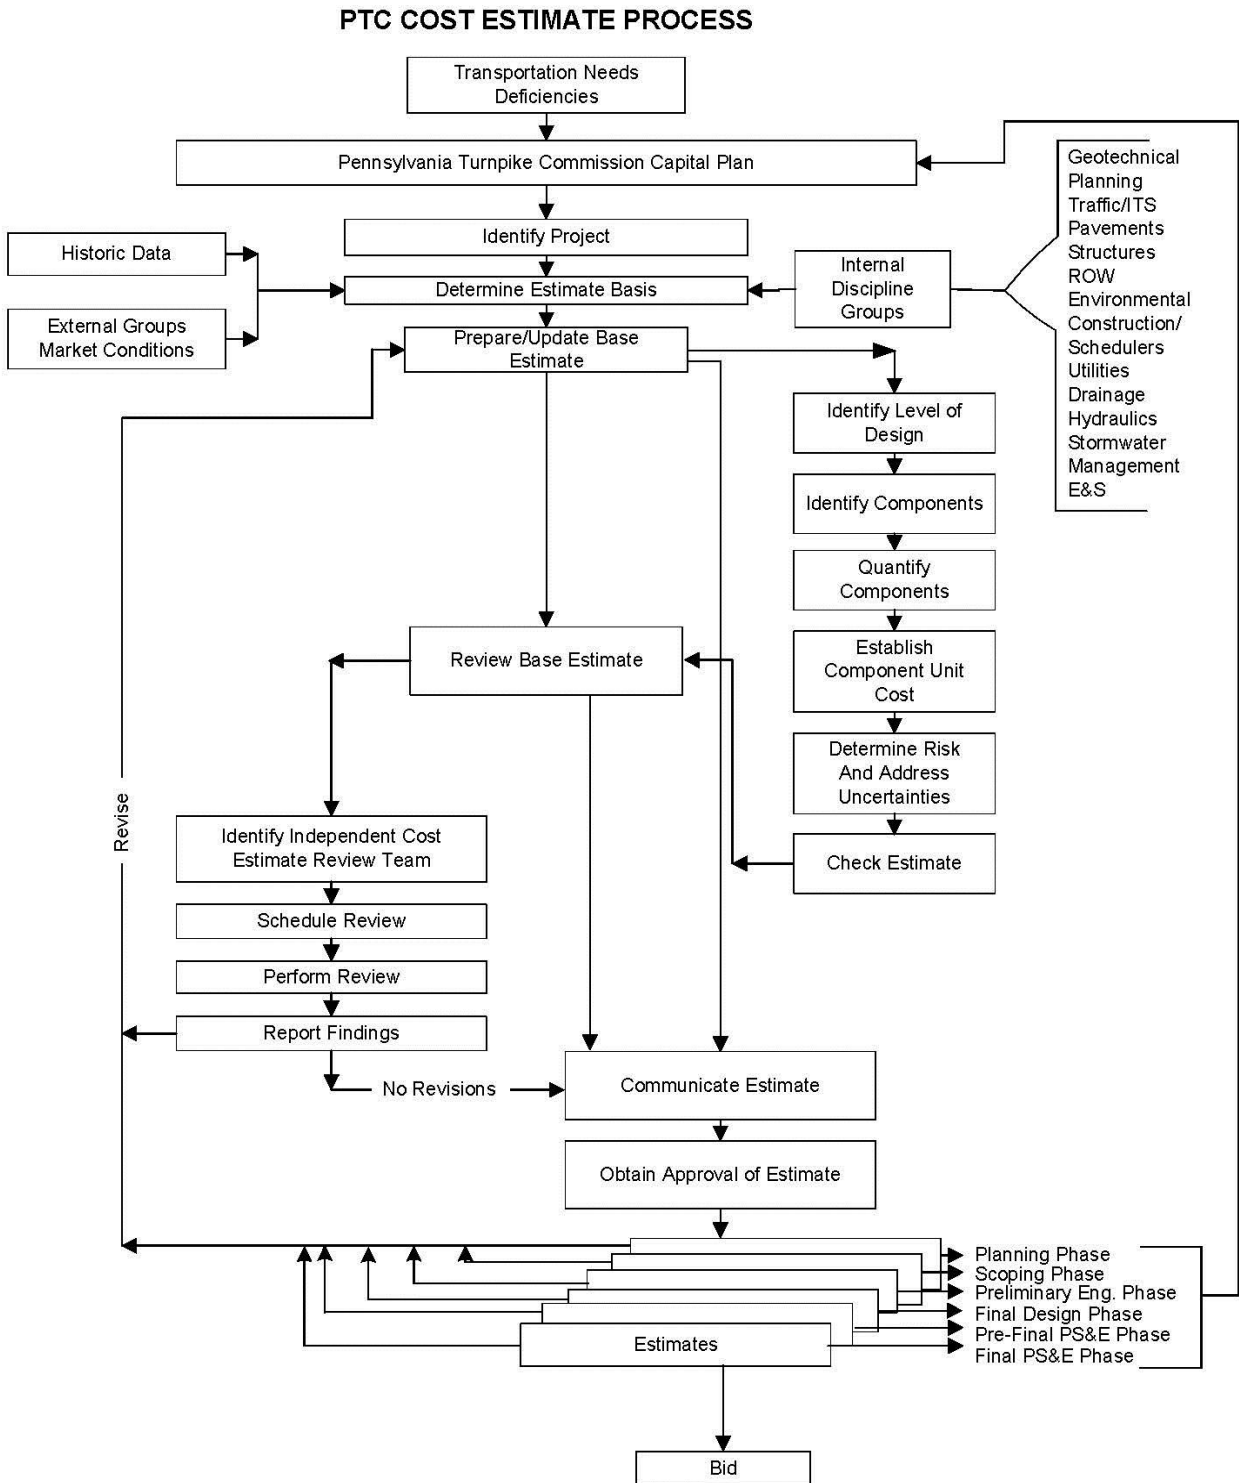 PTC COST ESTIMATE PROCESS
Transportation Needs
Deficiencies
Pennsylvania Turnpike Commission Capital Plan
Identify Project
Historic Data
External Groups
Market Conditions
Determine Estimate Basis
Internal
Discipline
Groups
Geotechnical
Planning
Traffic/ITS
Pavements
Structures
ROW
Environmental
Construction/
Schedulers
Utilities
Drainage
Hydraulics
Stormwater
Management
E&S
Prepare/Update Base
Estimate
Identify Level of
Design
Identify Components
Quantify
Components
Establish
Component Unit
Cost
Determine Risk
And Address
Uncertainties
Check Estimate
Review Base Estimate
Revise
Identify Independent Cost
Estimate Review Team
Schedule Review
Perform Review
Report Findings
No Revisions
Communicate Estimate
Obtain Approval of Estimate
Planning Phase
Scoping Phase
Preliminary Eng. Phase
Final Design Phase
Pre-Final PS&E Phase
Final PS&E Phase
Estimates
Bid